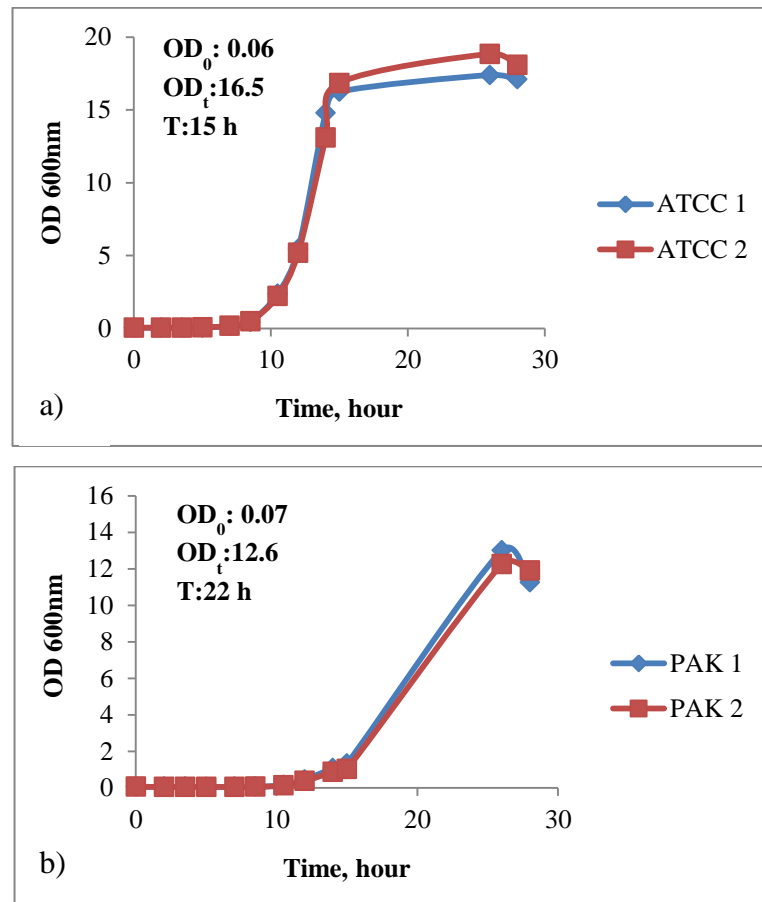 20
15
10
5
0
OD 600nm
OD₀: 0.06
ODₜ:16.5
T:15 h
0 10 20 30
Time, hour
ATCC 1
ATCC 2
a)
16
14
12
10
8
6
4
2
0
OD 600nm
OD₀: 0.07
ODₜ:12.6
T:22 h
0 10 20 30
Time, hour
PAK 1
PAK 2
b)